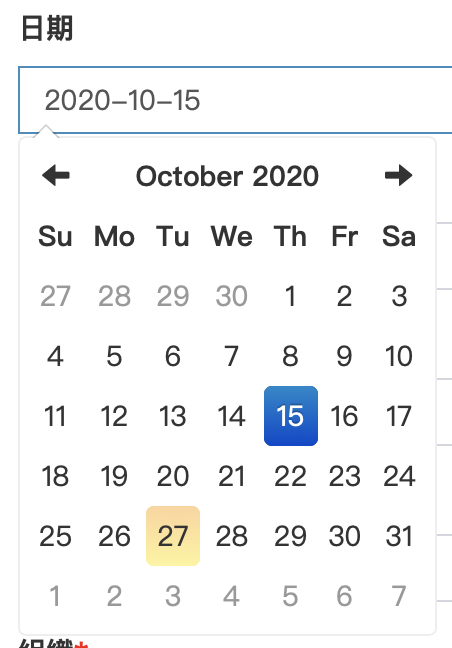 日期
2020-10-15
October 2020
Su Mo Tu We Th Fr Sa
27 28 29 30 1 2 3
4 5 6 7 8 9 10
11 12 13 14 15 16 17
18 19 20 21 22 23 24
25 26 27 28 29 30 31
1 2 3 4 5 6 7
組織*